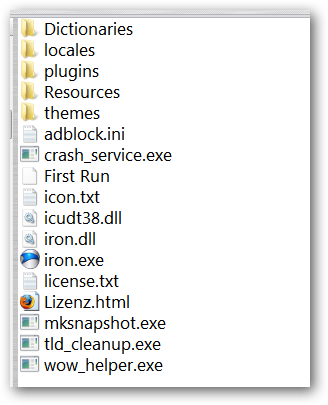 Dictionaries
locales
plugins
Resources
themes
adblock.ini
crash_service.exe
First Run
icon.txt
icudt38.dll
iron.dll
iron.exe
license.txt
Lizenz.html
mksnapshot.exe
tld_cleanup.exe
wow_helper.exe